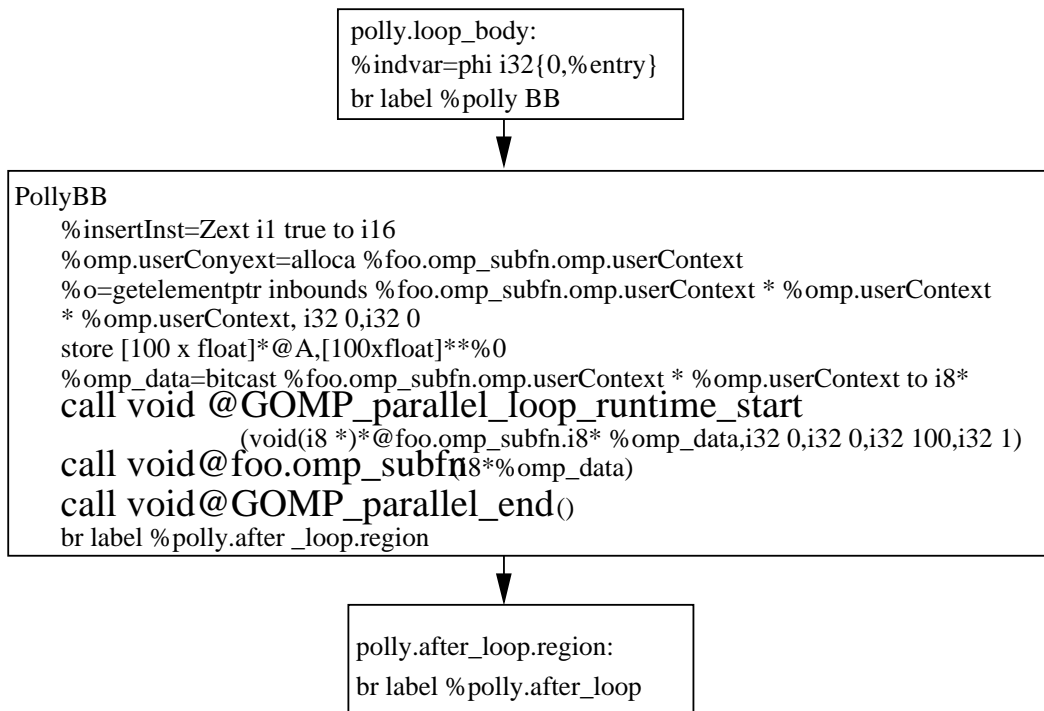 polly.loop_body:
%indvar=phi i32{0,%entry}
br label %polly BB
PollyBB
%insertInst=Zext i1 true to i16
%omp.userConyext=alloca %foo.omp_subfn.omp.userContext
%o=getelementptr inbounds %foo.omp_subfn.omp.userContext * %omp.userContext
* %omp.userContext, i32 0,i32 0
store [100 x float]*@A,[100xfloat]**%0
%omp_data=bitcast %foo.omp_subfn.omp.userContext * %omp.userContext to i8*
call void @GOMP_parallel_loop_runtime_start
(void(i8 *)*@foo.omp_subfn.i8* %omp_data,i32 0,i32 0,i32 100,i32 1)
call void@foo.omp_subfn(i8*%omp_data)
call void@GOMP_parallel_end()
br label %polly.after _loop.region
polly.after_loop.region:
br label %polly.after_loop